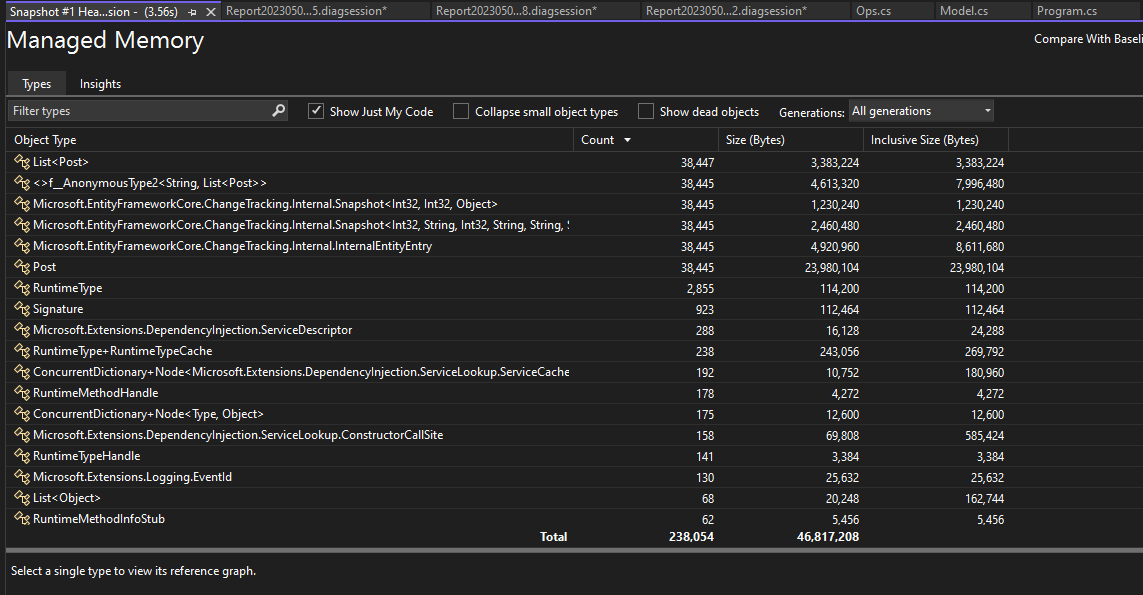 Snapshot #1 Hea...sion - (3.56s) Report2023050...5.diagsession* Report2023050...8.diagsession* Report2023050...2.diagsession* Ops.cs Model.cs Program.cs
Managed Memory
Compare With Baseli
Types Insights
Filter types Show Just My Code Collapse small object types Show dead objects Generations: All generations
Object Type Count Size (Bytes) Inclusive Size (Bytes)
List<Post> 38,447 3,383,224 3,383,224
<>f__AnonymousType2<String, List<Post>> 38,445 4,613,320 7,996,480
Microsoft.EntityFrameworkCore.ChangeTracking.Internal.Snapshot<Int32, Int32, Object> 38,445 1,230,240 1,230,240
Microsoft.EntityFrameworkCore.ChangeTracking.Internal.Snapshot<Int32, String, Int32, String, String, 38,445 2,460,480 2,460,480
Microsoft.EntityFrameworkCore.ChangeTracking.Internal.InternalEntityEntry 38,445 4,920,960 8,611,680
Post 38,445 23,980,104 23,980,104
RuntimeType 2,855 114,200 114,200
Signature 923 112,464 112,464
Microsoft.Extensions.DependencyInjection.ServiceDescriptor 288 16,128 24,288
RuntimeType+RuntimeTypeCache 238 243,056 269,792
ConcurrentDictionary+Node<Microsoft.Extensions.DependencyInjection.ServiceLookup.ServiceCache 192 10,752 180,960
RuntimeMethodHandle 178 4,272 4,272
ConcurrentDictionary+Node<Type, Object> 175 12,600 12,600
Microsoft.Extensions.DependencyInjection.ServiceLookup.ConstructorCallSite 158 69,808 585,424
RuntimeTypeHandle 141 3,384 3,384
Microsoft.Extensions.Logging.EventId 130 25,632 25,632
List<Object> 68 20,248 162,744
RuntimeMethodInfoStub 62 5,456 5,456
Total 238,054 46,817,208
Select a single type to view its reference graph.